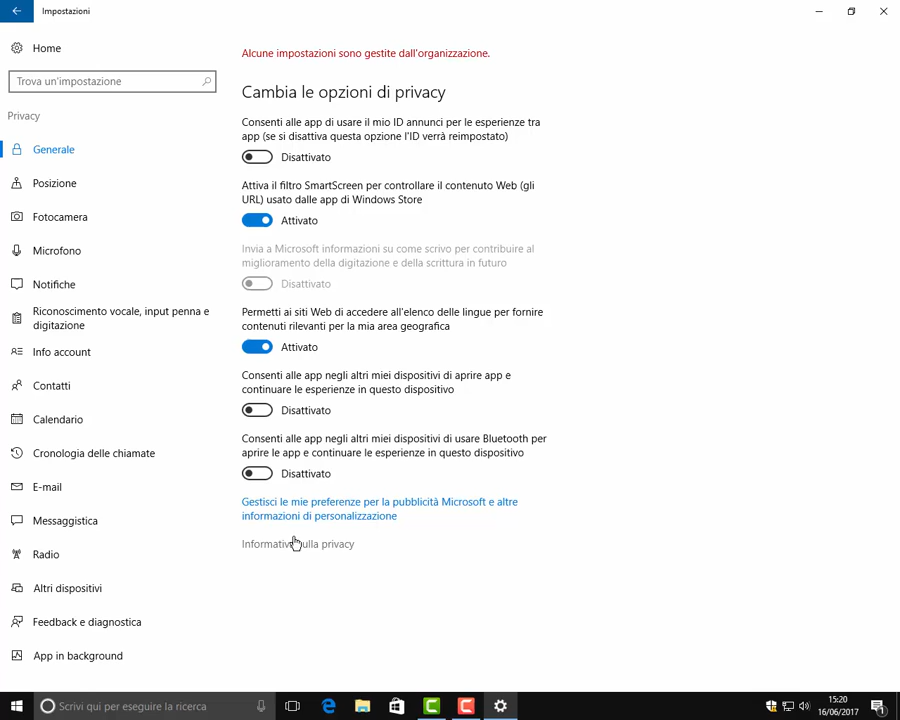 Impostazioni
Home
Trova un'impostazione
Privacy
Generale
Posizione
Fotocamera
Microfono
Notifiche
Riconoscimento vocale, input penna e
digitazione
Info account
Contatti
Calendario
Cronologia delle chiamate
E-mail
Messaggistica
Radio
Altri dispositivi
Feedback e diagnostica
App in background
Alcune impostazioni sono gestite dall'organizzazione.
Cambia le opzioni di privacy
Consenti alle app di usare il mio ID annunci per le esperienze tra
app (se si disattiva questa opzione l'ID verrà reimpostato)
Disattivato
Attiva il filtro SmartScreen per controllare il contenuto Web (gli
URL) usato dalle app di Windows Store
Attivato
Invia a Microsoft informazioni su come scrivo per contribuire al
miglioramento della digitazione e della scrittura in futuro
Disattivato
Permetti ai siti Web di accedere all'elenco delle lingue per fornire
contenuti rilevanti per la mia area geografica
Attivato
Consenti alle app negli altri miei dispositivi di aprire app e
continuare le esperienze in questo dispositivo
Disattivato
Consenti alle app negli altri miei dispositivi di usare Bluetooth per
aprire le app e continuare le esperienze in questo dispositivo
Disattivato
Gestisci le mie preferenze per la pubblicità Microsoft e altre
informazioni di personalizzazione
Informativa sulla privacy
Scrivi qui per eseguire la ricerca
15:20
16/06/2017
1